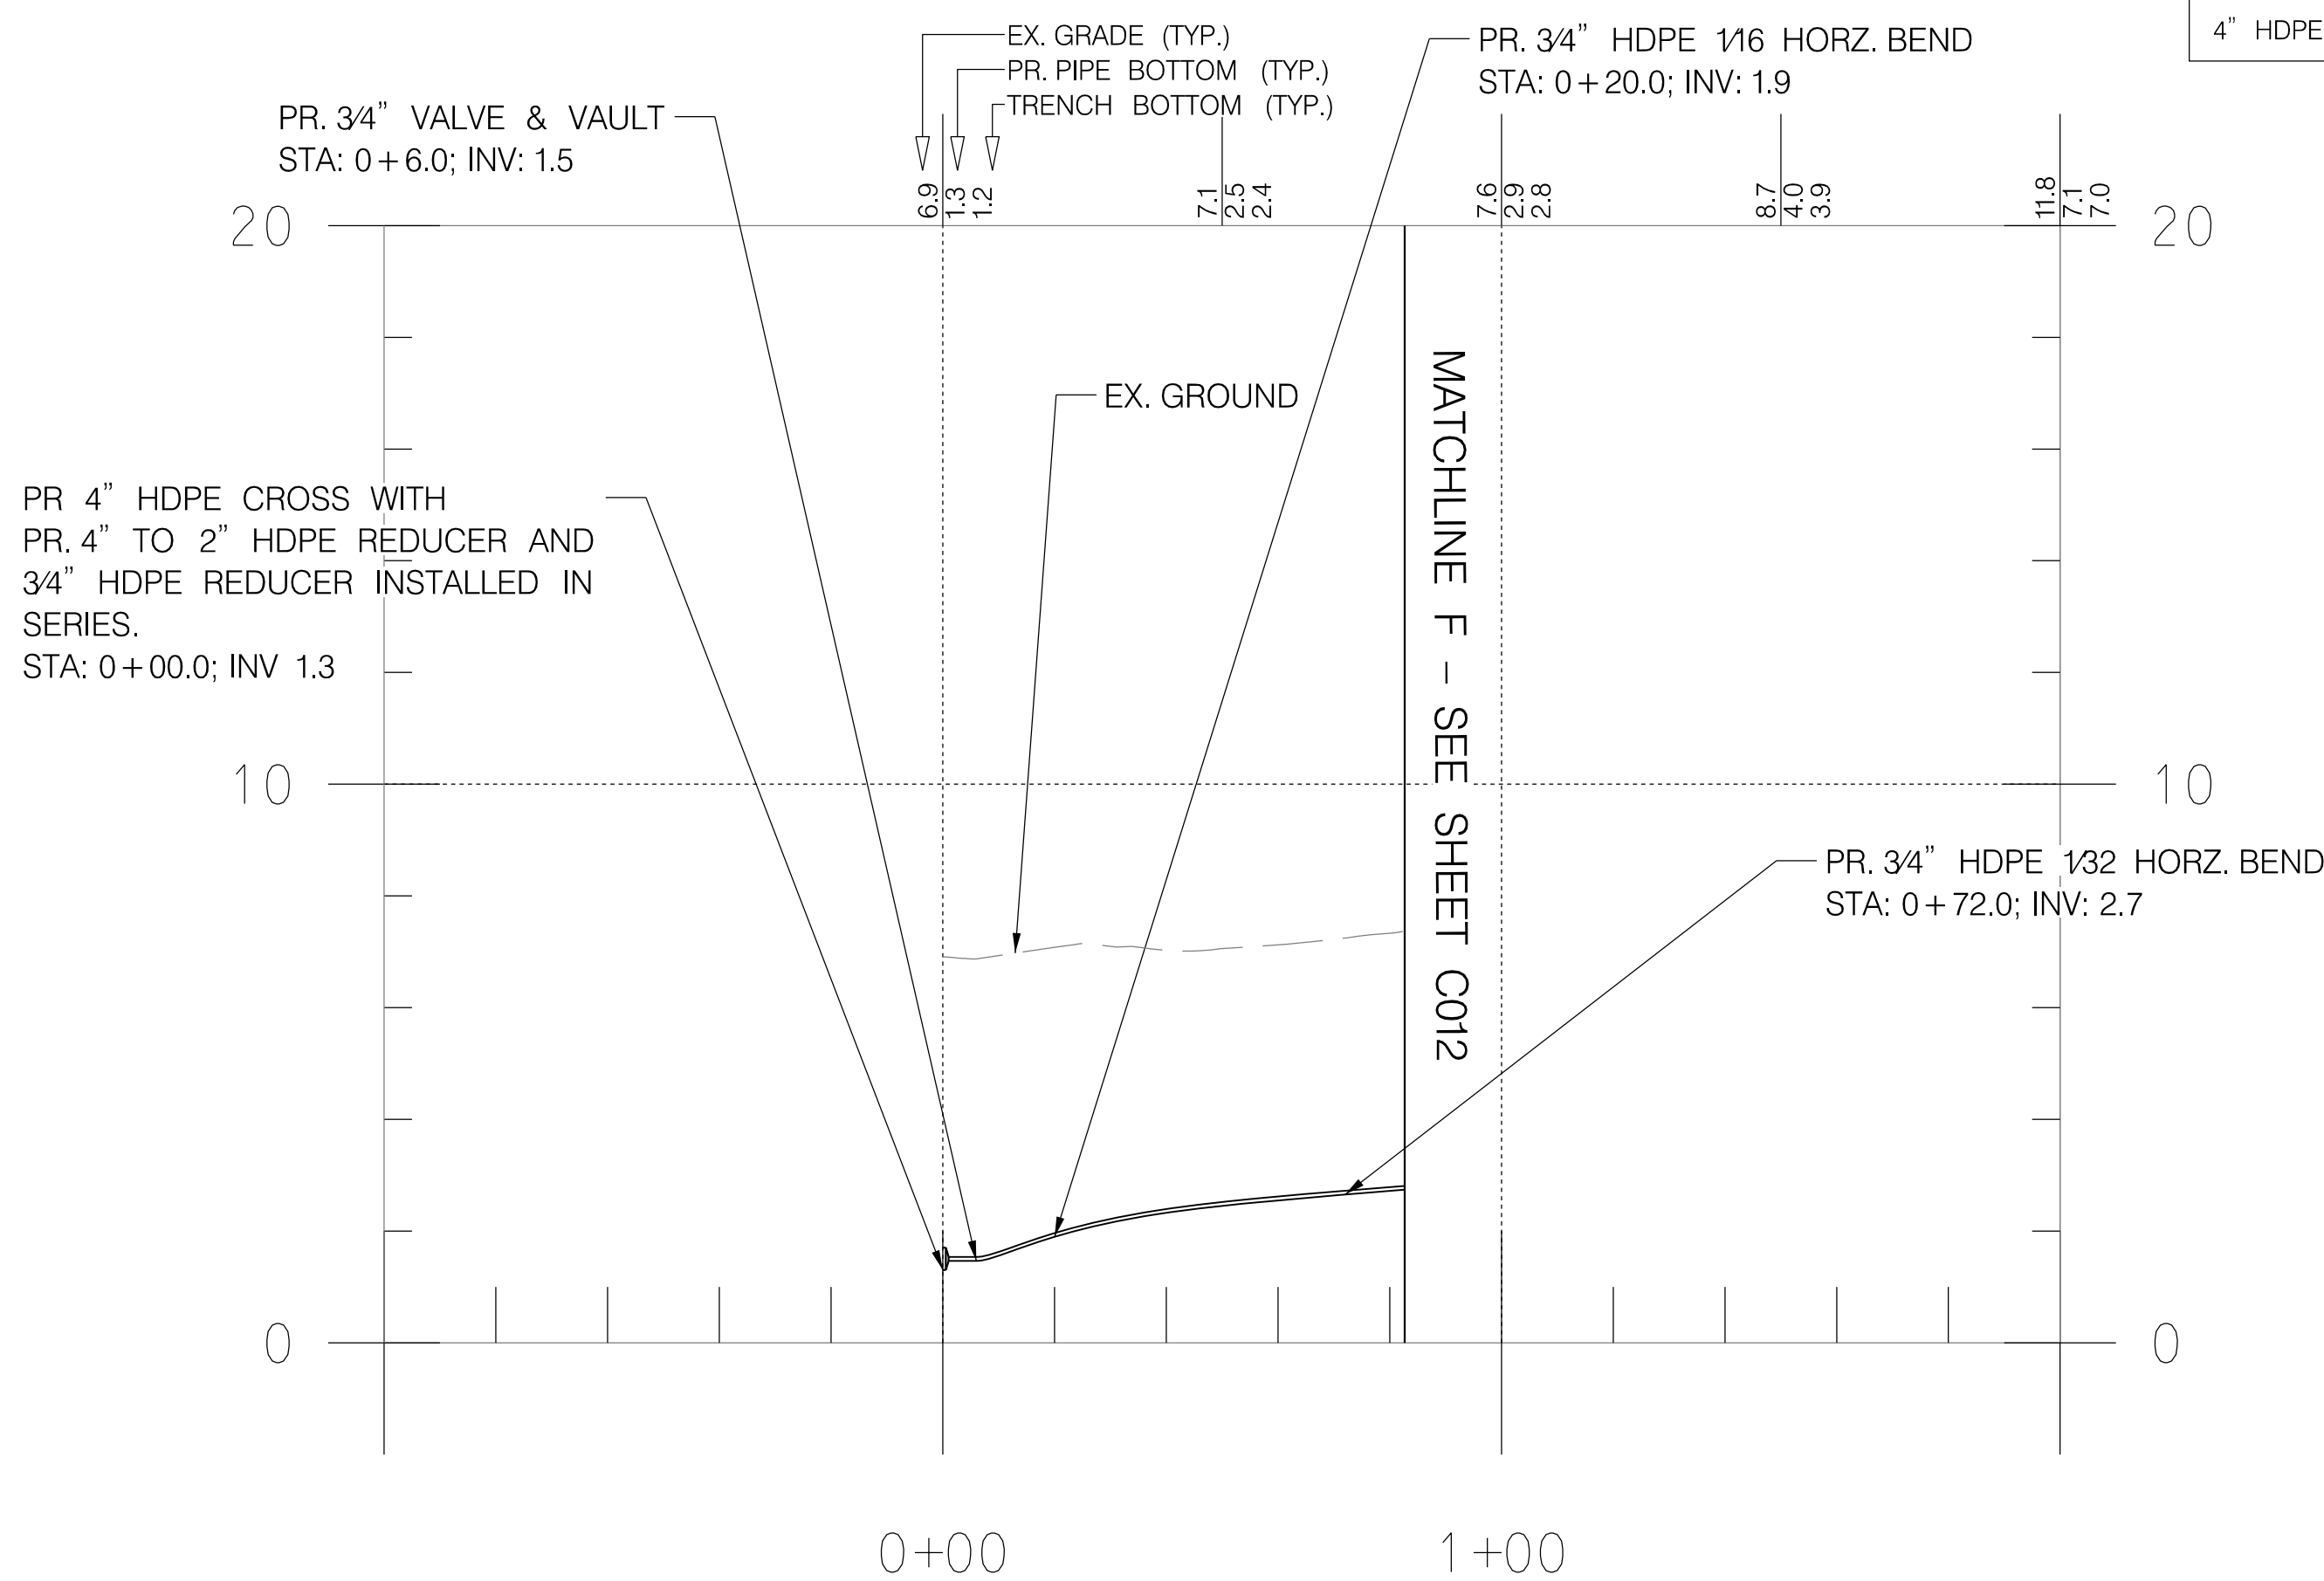 4" HDPE
EX. GRADE (TYP.)
PR. PIPE BOTTOM (TYP.)
TRENCH BOTTOM (TYP.)
PR. 3/4" HDPE 1/16 HORZ. BEND
STA: 0+20.0; INV: 1.9
PR. 3/4" VALVE & VAULT
STA: 0+6.0; INV: 1.5
6.9
1.3
1.2
7.1
2.5
2.4
7.6
2.9
2.8
8.7
4.0
3.9
11.8
7.1
7.0
20
20
EX. GROUND
MATCHLINE F - SEE SHEET C012
PR 4" HDPE CROSS WITH
PR. 4" TO 2" HDPE REDUCER AND
3/4" HDPE REDUCER INSTALLED IN
SERIES.
STA: 0+00.0; INV 1.3
10
10
PR. 3/4" HDPE 1/32 HORZ. BEND
STA: 0+72.0; INV: 2.7
0
0
0+00
1+00